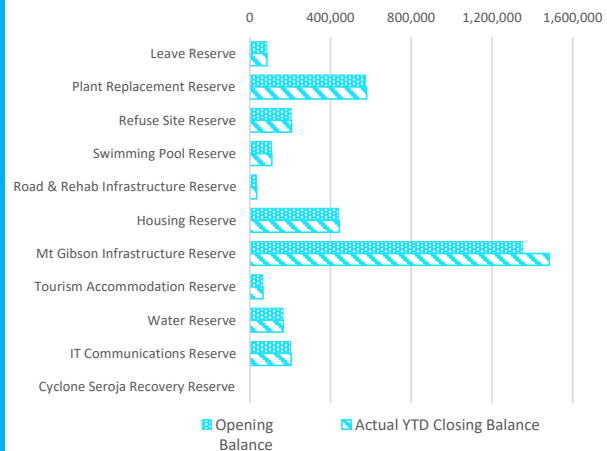 0 400,000 800,000 1,200,000 1,600,000
Leave Reserve
Plant Replacement Reserve
Refuse Site Reserve
Swimming Pool Reserve
Road & Rehab Infrastructure Reserve
Housing Reserve
Mt Gibson Infrastructure Reserve
Tourism Accommodation Reserve
Water Reserve
IT Communications Reserve
Cyclone Seroja Recovery Reserve
Opening Actual YTD Closing Balance
Balance